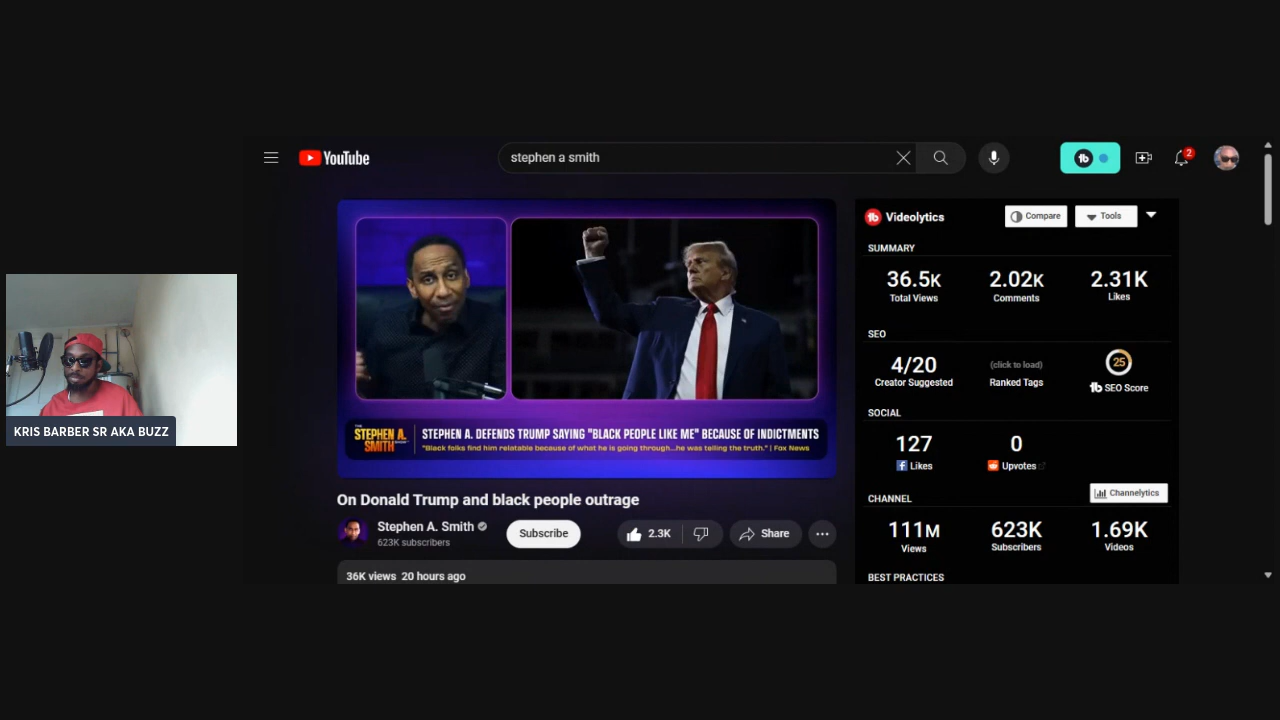 YouTube
stephen a smith
2
THE
STEPHEN A.
SMITH
STEPHEN A. DEFENDS TRUMP SAYING "BLACK PEOPLE LIKE ME" BECAUSE OF INDICTMENTS
"Black folks find him relatable because of what he is going through...he was telling the truth." | Fox News
On Donald Trump and black people outrage
Stephen A. Smith
623K subscribers
Subscribe
2.3K
Share
36K views 20 hours ago
KRIS BARBER SR AKA BUZZ
Videolytics
Compare
Tools
SUMMARY
36.5K 2.02K 2.31K
Total Views Comments Likes
SEO
4/20 (click to load) 25
Creator Suggested Ranked Tags tb SEO Score
SOCIAL
127 0
Likes Upvotes
CHANNEL
Channelytics
111M 623K 1.69K
Views Subscribers Videos
BEST PRACTICES